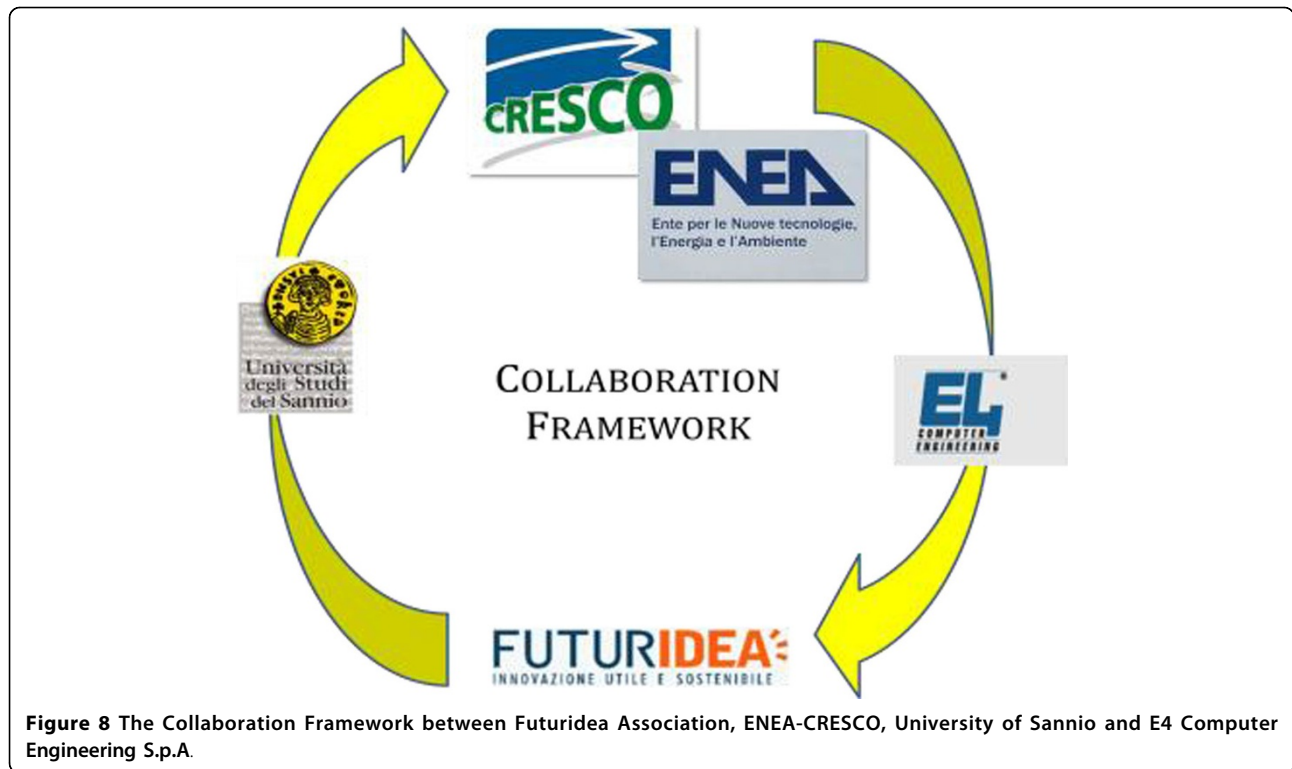 CRESCO
ENEA
Ente per le Nuove tecnologie,
l'Energia e l'Ambiente
Università
degli Studi
del Sannio
COLLABORATION
FRAMEWORK
E4®
COMPUTER
ENGINEERING
FUTURIDEA
INNOVAZIONE UTILE E SOSTENIBILE
Figure 8 The Collaboration Framework between Futuridea Association, ENEA-CRESCO, University of Sannio and E4 Computer
Engineering S.p.A.